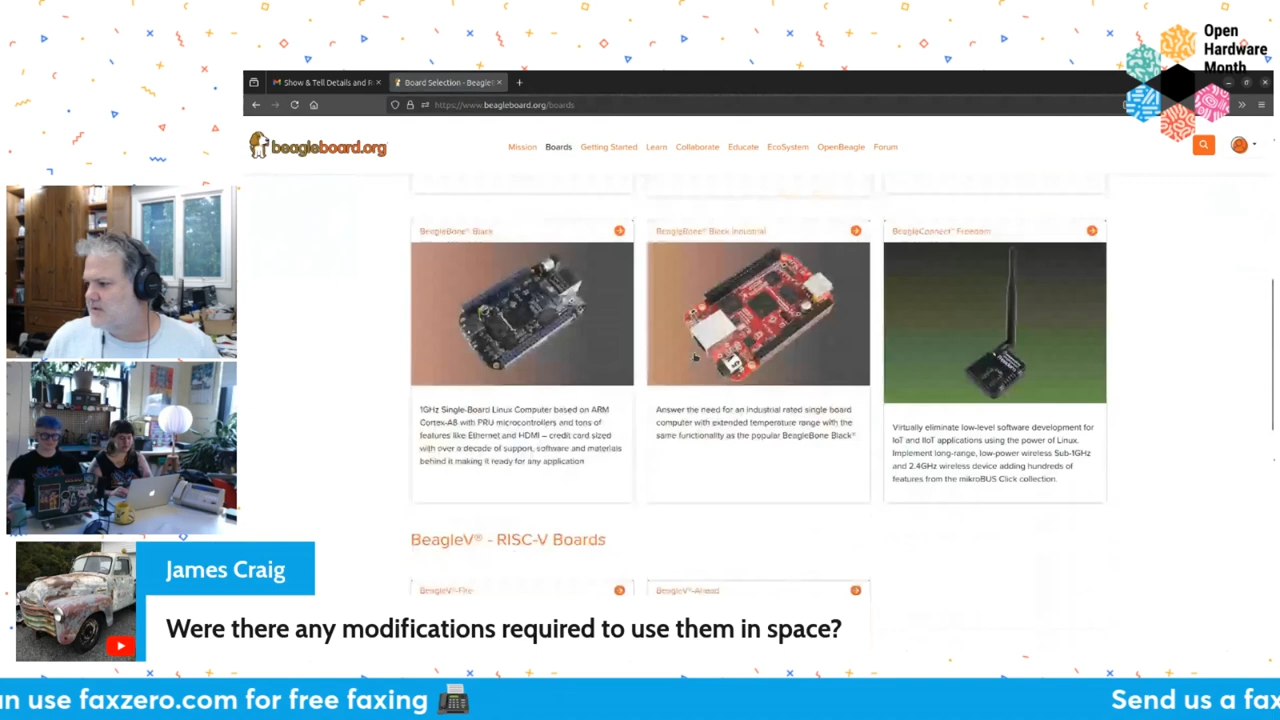 Open
Hardware
Month
Show & Tell Details and R
Board Selection - Beagle
https://www.beagleboard.org/boards
beagleboard.org
Mission Boards Getting Started Learn Collaborate Educate EcoSystem OpenBeagle Forum
BeagleBone® Black
BeagleBone® Black Industrial
BeagleConnect™ Freedom
1GHz Single-Board Linux Computer based on ARM
Cortex-A8 with PRU microcontrollers and tons of
features like Ethernet and HDMI – credit card sized
with over a decade of support, software and materials
behind it making it ready for any application
Answer the need for an industrial rated single board
computer with extended temperature range with the
same functionality as the popular BeagleBone Black®
Virtually eliminate low-level software development for
IoT and IIoT applications using the power of Linux.
Implement long-range, low-power wireless Sub-1GHz
and 2.4GHz wireless device adding hundreds of
features from the mikroBUS Click collection.
BeagleV® - RISC-V Boards
BeagleV®-Fire
BeagleV®-Ahead
James Craig
Were there any modifications required to use them in space?
an use faxzero.com for free faxing
Send us a fax